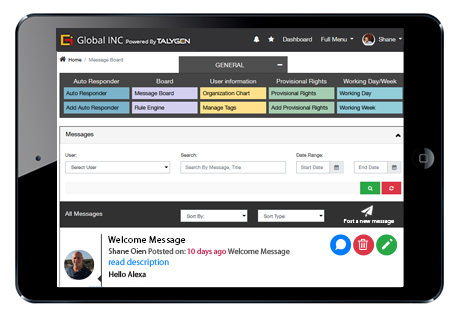 Global INC Powered By TALYGEN
Dashboard Full Menu Shane
Home / Message Board
GENERAL
Auto Responder Board User information Provisional Rights Working Day/Week
Auto Responder Message Board Organization Chart Provisional Rights Working Day
Add Auto Responder Rule Engine Manage Tags Add Provisional Rights Working Week
Messages
User: Search: Date Range:
Select User Search By Message, Title Start Date End Date
All Messages Sort By: Sort Type: Post a new message
Welcome Message
Shane Oien Potsted on: 10 days ago Welcome Message
read description
Hello Alexa